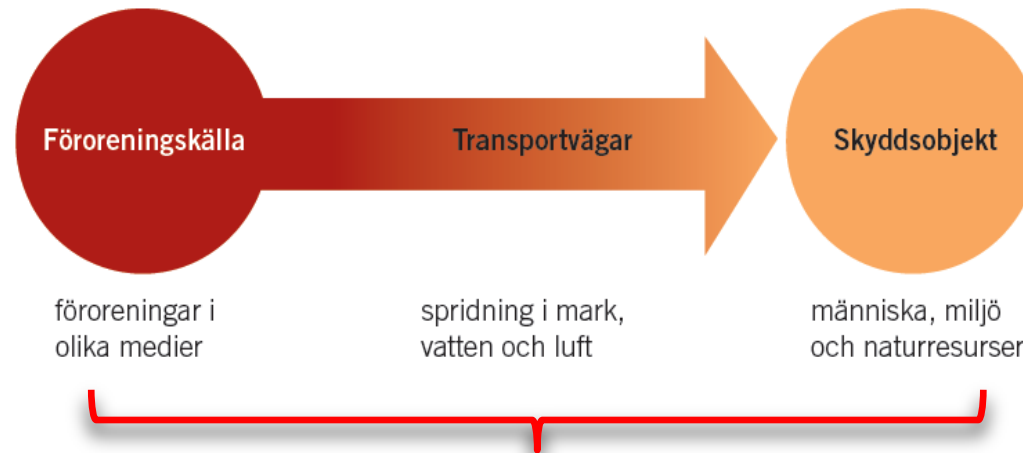 Föroreningskälla
Transportvägar
Skyddsobjekt
föroreningar i
olika medier
spridning i mark,
vatten och luft
människa, miljö
och naturresurser